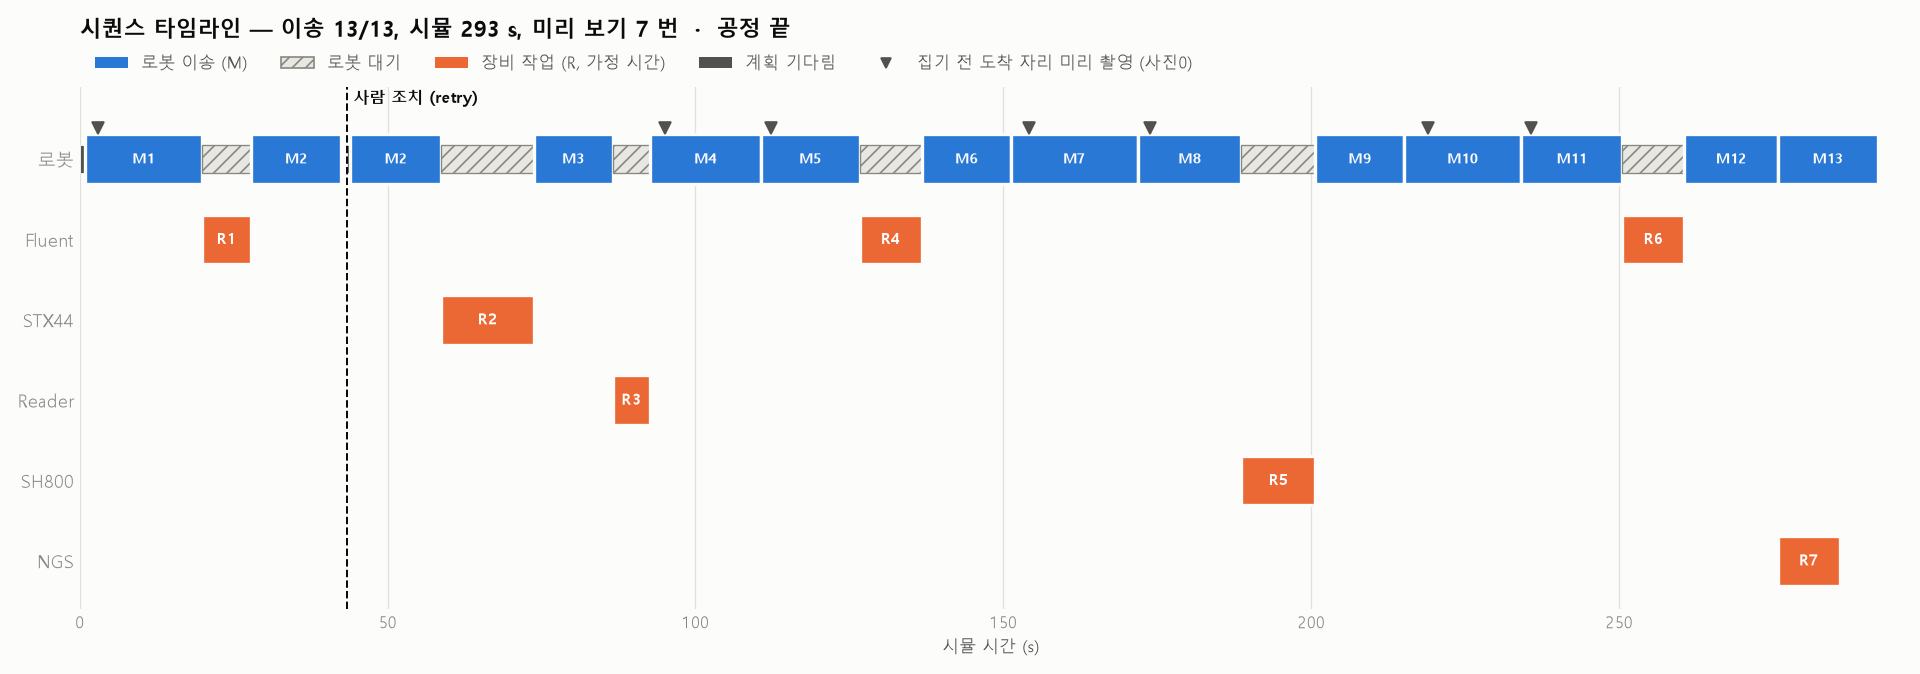 시퀀스 타임라인 — 이송 13/13, 시뮬 293 s, 미리 보기 7 번 · 공정 끝
로봇 이송 (M) 로봇 대기 장비 작업 (R, 가정 시간) 계획 기다림 집기 전 도착 자리 미리 촬영 (사진0)
사람 조치 (retry)
로봇 M1 M2 M2 M3 M4 M5 M6 M7 M8 M9 M10 M11 M12 M13
Fluent R1 R4 R6
STX44 R2
Reader R3
SH800 R5
NGS R7
0 50 100 150 200 250
시뮬 시간 (s)